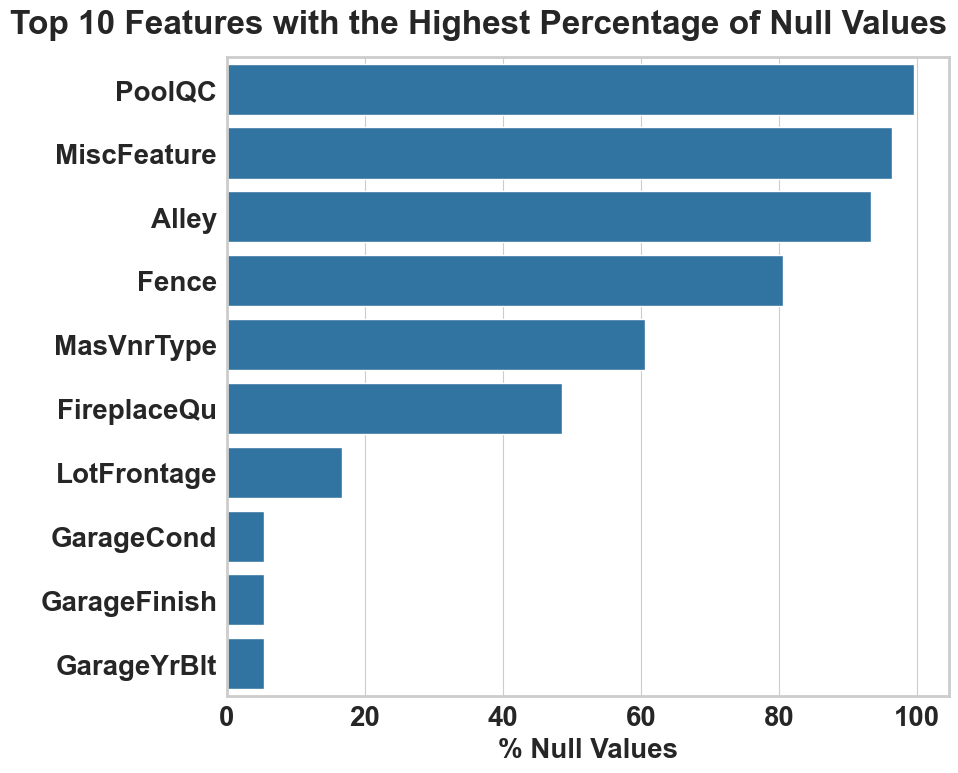 Top 10 Features with the Highest Percentage of Null Values
PoolQC
MiscFeature
Alley
Fence
MasVnrType
FireplaceQu
LotFrontage
GarageCond
GarageFinish
GarageYrBlt
0 20 40 60 80 100
% Null Values